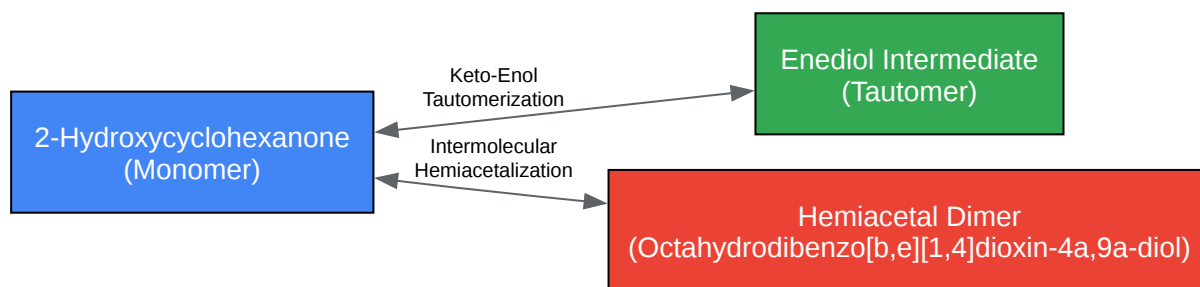 Enediol Intermediate
(Tautomer)
Keto-Enol
Tautomerization
2-Hydroxycyclohexanone
(Monomer)
Intermolecular
Hemiacetalization
Hemiacetal Dimer
(Octahydrodibenzo[b,e][1,4]dioxin-4a,9a-diol)